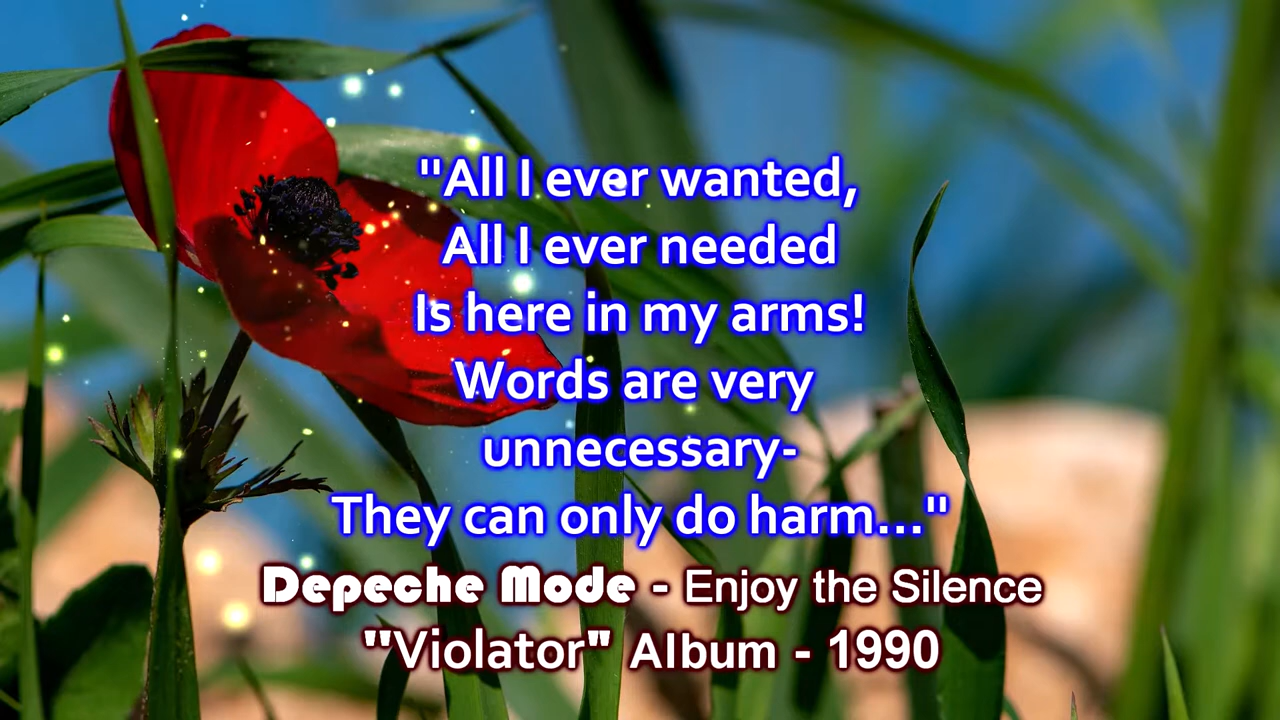 "All I ever wanted,
All I ever needed
Is here in my arms!
Words are very
unnecessary-
They can only do harm..."
Depeche Mode - Enjoy the Silence
"Violator" Album - 1990